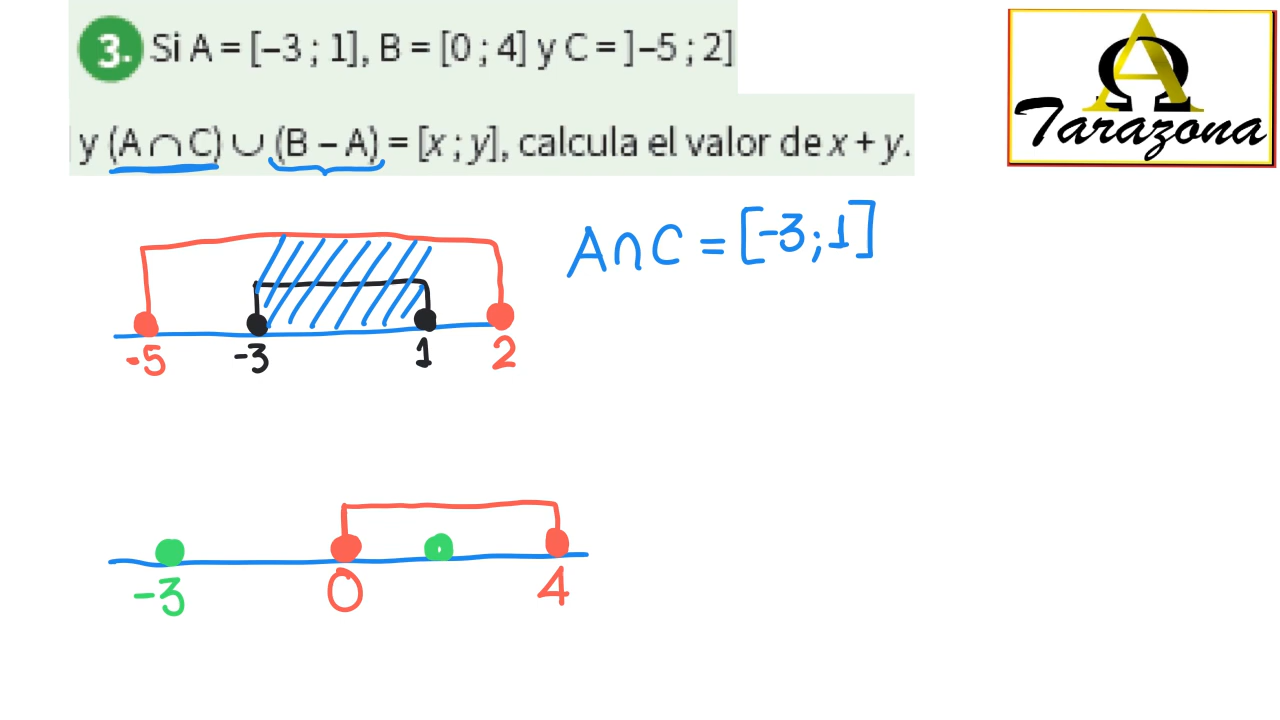 3. Si A = [–3 ; 1], B = [0 ; 4] y C = ]–5 ; 2]
y (A ∩ C) ∪ (B – A) = [x ; y], calcula el valor de x + y.
AΩ
Tarazona
A∩C = [-3;1]
-5 -3 1 2
-3 0 4